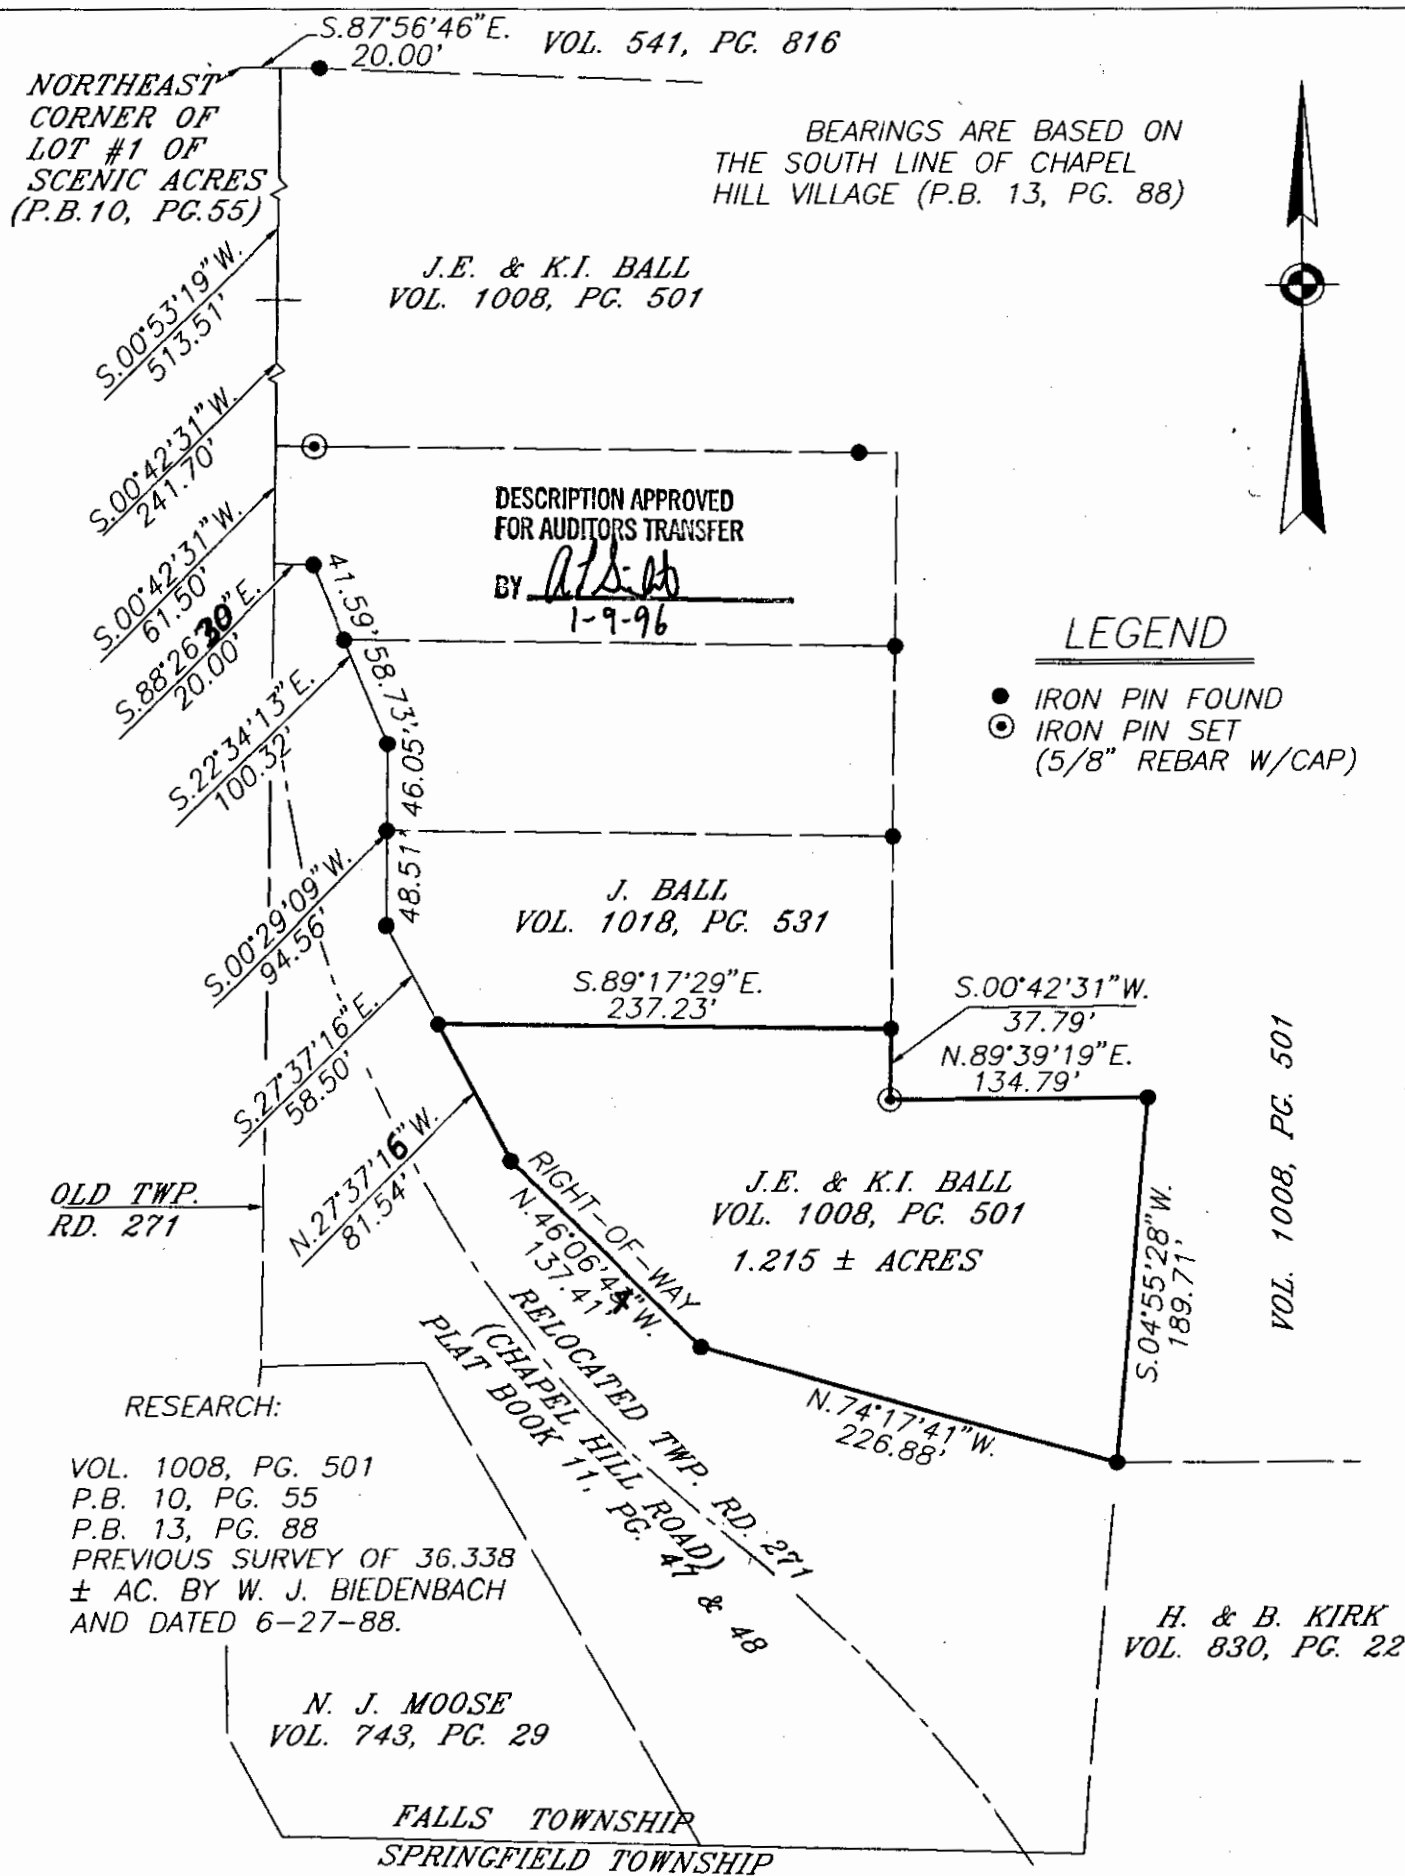 S.87°56'46"E.
20.00'
VOL. 541, PG. 816
NORTHEAST
CORNER OF
LOT #1 OF
SCENIC ACRES
(P.B.10, PG.55)
BEARINGS ARE BASED ON
THE SOUTH LINE OF CHAPEL
HILL VILLAGE (P.B. 13, PG. 88)
J.E. & K.I. BALL
VOL. 1008, PG. 501
S.00°53'19"W.
513.51'
S.00°42'31"W.
241.70'
S.00°42'31"W.
61.50'
S.88°26'30"E.
20.00'
S.22°34'13"E.
100.32'
S.00°29'09"W.
94.56'
S.27°37'16"E.
58.50'
N.27°37'16"W.
81.54'
DESCRIPTION APPROVED
FOR AUDITORS TRANSFER
BY
1-9-96
41.59'
58.73'
46.05'
48.51'
LEGEND
IRON PIN FOUND
IRON PIN SET
(5/8" REBAR W/CAP)
J. BALL
VOL. 1018, PG. 531
S.89°17'29"E.
237.23'
S.00°42'31"W.
37.79'
N.89°39'19"E.
134.79'
VOL. 1008, PG. 501
J.E. & K.I. BALL
VOL. 1008, PG. 501
1.215 ± ACRES
S.04°55'28"W.
189.71'
RIGHT-OF-WAY
N.46°06'44"W.
137.41'
N.74°17'41"W.
226.88'
OLD TWP.
RD. 271
RELOCATED TWP. RD. 271
(CHAPEL HILL ROAD)
PLAT BOOK 11, PG. 47 & 48
RESEARCH:
VOL. 1008, PG. 501
P.B. 10, PG. 55
P.B. 13, PG. 88
PREVIOUS SURVEY OF 36.338
± AC. BY W. J. BIEDENBACH
AND DATED 6-27-88.
H. & B. KIRK
VOL. 830, PG. 22
N. J. MOOSE
VOL. 743, PG. 29
FALLS TOWNSHIP
SPRINGFIELD TOWNSHIP